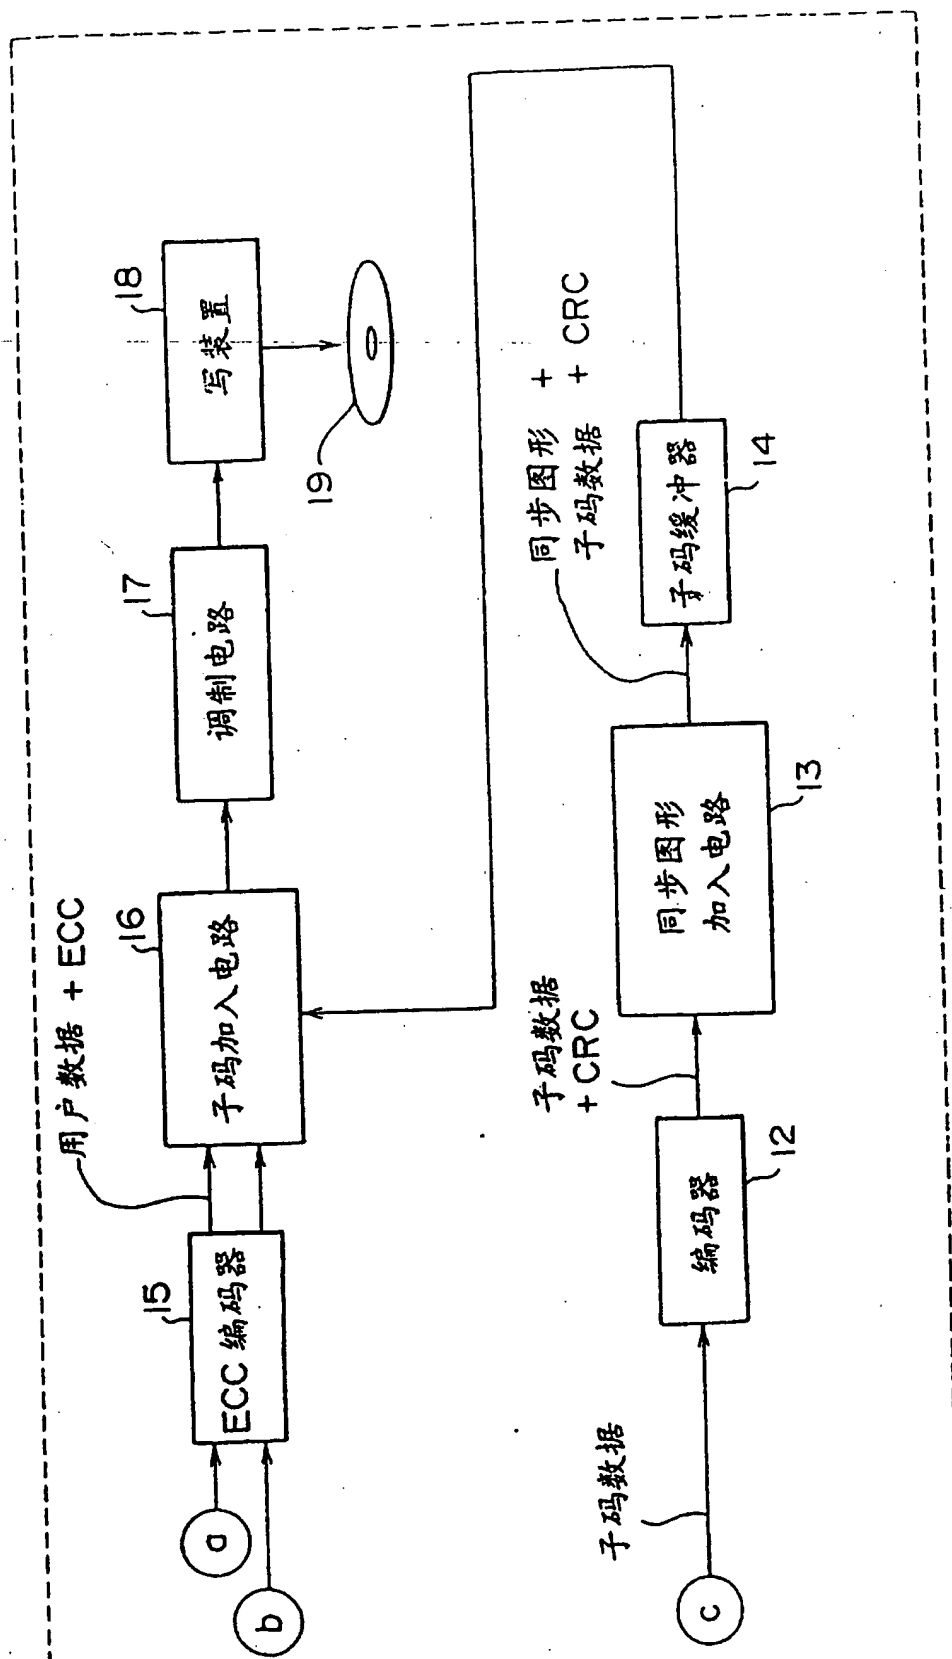 用户数据 + ECC
15
ECC 编码器
16
子码加入电路
17
调制电路
18
写装置
19
a
b
同步图形 +
子码数据 + CRC
子码数据
+ CRC
子码数据
c
编码器
12
同步图形
加入电路
13
子码缓冲器
14